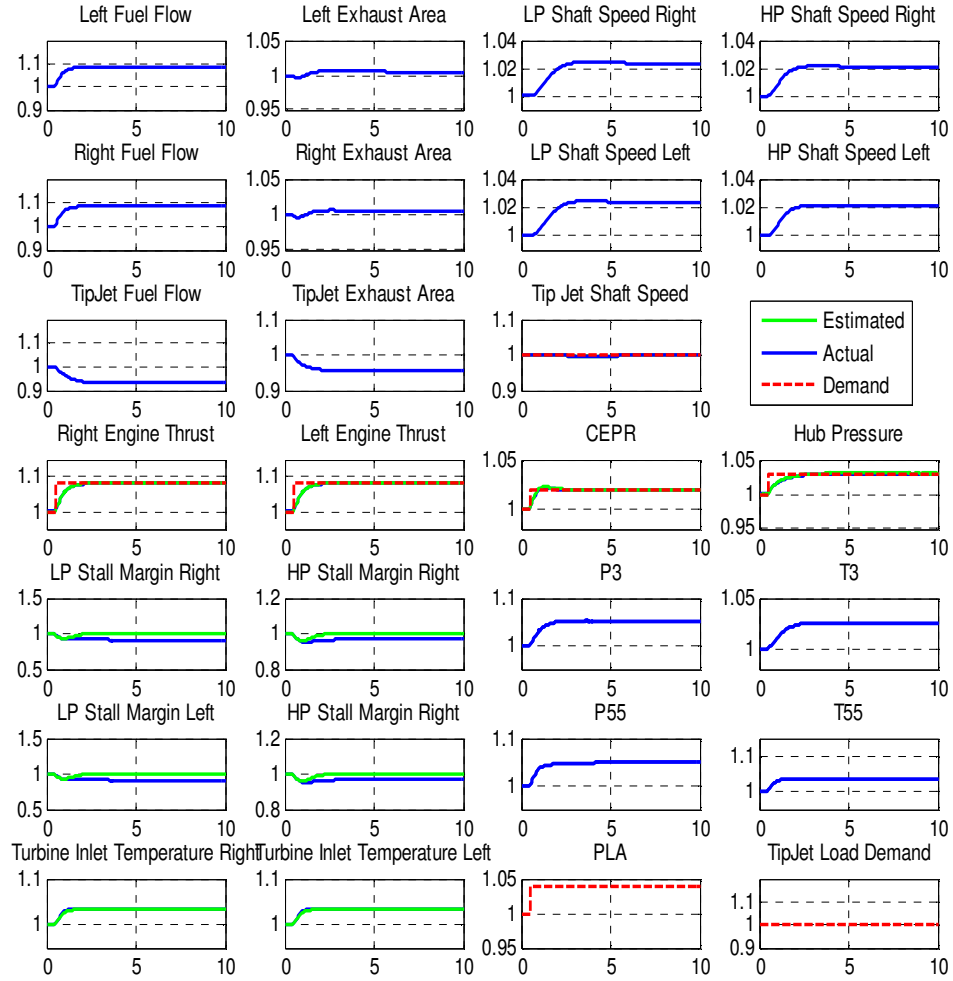 Left Fuel Flow Left Exhaust Area LP Shaft Speed Right HP Shaft Speed Right
1.1 1.05 1.04 1.04
1 1 1.02 1.02
0.9 0.95 1 1
0 5 10 0 5 10 0 5 10 0 5 10
Right Fuel Flow Right Exhaust Area LP Shaft Speed Left HP Shaft Speed Left
1.1 1.05 1.04 1.04
1 1 1.02 1.02
0.9 0.95 1 1
0 5 10 0 5 10 0 5 10 0 5 10
TipJet Fuel Flow TipJet Exhaust Area Tip Jet Shaft Speed
1.1 1.1 Estimated
1 1 1 Actual
0.9 0.9 0.9 Demand
0 5 10 0 5 10 0 5 10
Right Engine Thrust Left Engine Thrust CEPR Hub Pressure
1.1 1.1 1.05 1.05
1 1 1 1
0.95
0 5 10 0 5 10 0 5 10 0 5 10
LP Stall Margin Right HP Stall Margin Right P3 T3
1.5 1.2 1.1 1.05
1 1 1 1
0.5 0.8
0 5 10 0 5 10 0 5 10 0 5 10
LP Stall Margin Left HP Stall Margin Right P55 T55
1.5 1.2 1.1 1.1
1 1 1 1
0.5 0.8
0 5 10 0 5 10 0 5 10 0 5 10
Turbine Inlet Temperature Right Turbine Inlet Temperature Left PLA TipJet Load Demand
1.1 1.1 1.05 1.1
1 1 1 1
0.95 0.9
0 5 10 0 5 10 0 5 10 0 5 10